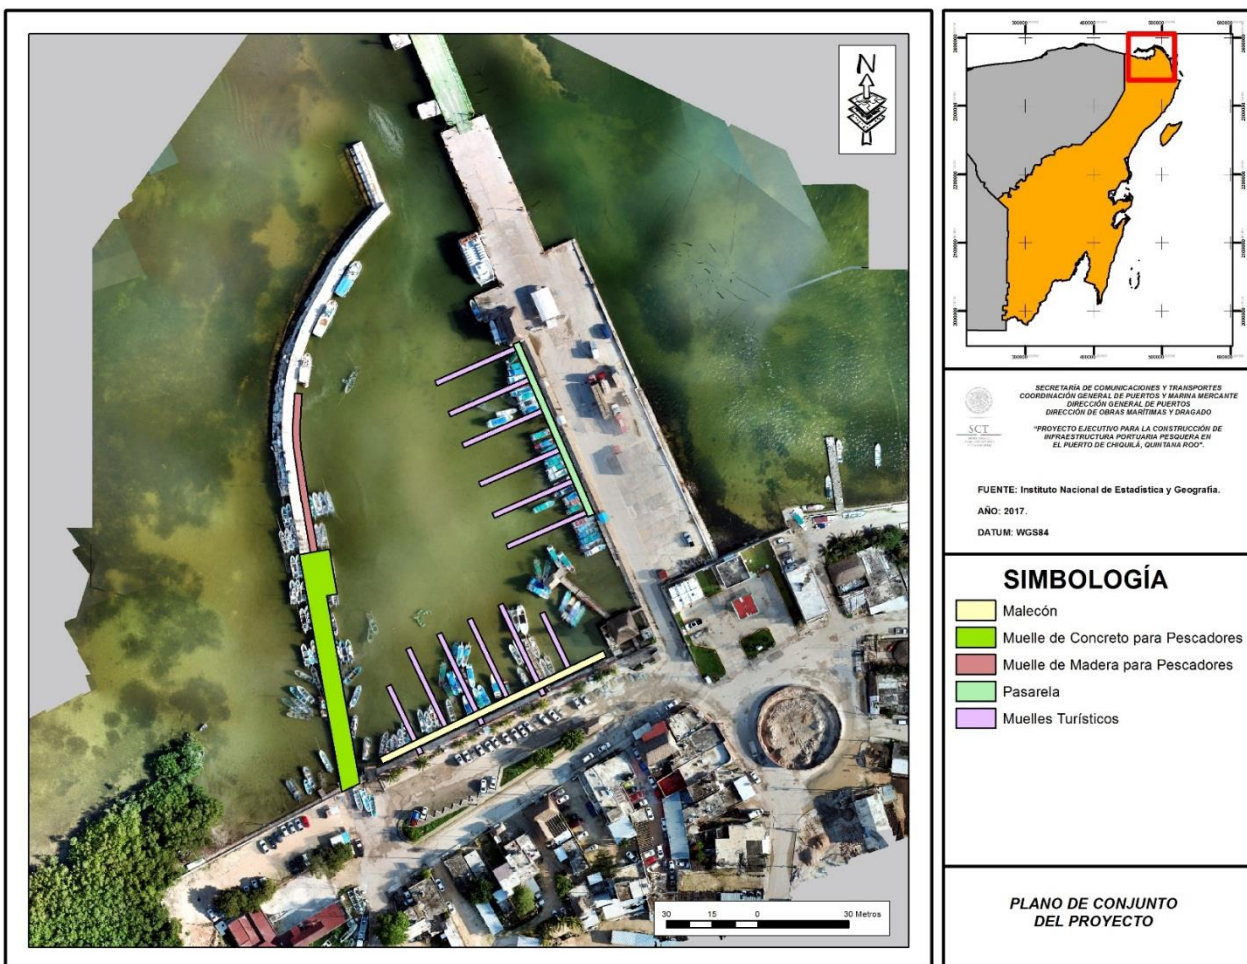 N
30 15 0 30 Metros
SCT
SECRETARÍA DE COMUNICACIONES Y TRANSPORTES
COORDINACIÓN GENERAL DE PUERTOS Y MARINA MERCANTE
DIRECCIÓN GENERAL DE PUERTOS
DIRECCIÓN DE OBRAS MARÍTIMAS Y DRAGADO
"PROYECTO EJECUTIVO PARA LA CONSTRUCCIÓN DE
INFRAESTRUCTURA PORTUARIA PESQUERA EN
EL PUERTO DE CHIQUILÁ, QUINTANA ROO".
FUENTE: Instituto Nacional de Estadística y Geografía.
AÑO: 2017.
DATUM: WGS84
SIMBOLOGÍA
Malecón
Muelle de Concreto para Pescadores
Muelle de Madera para Pescadores
Pasarela
Muelles Turísticos
PLANO DE CONJUNTO
DEL PROYECTO